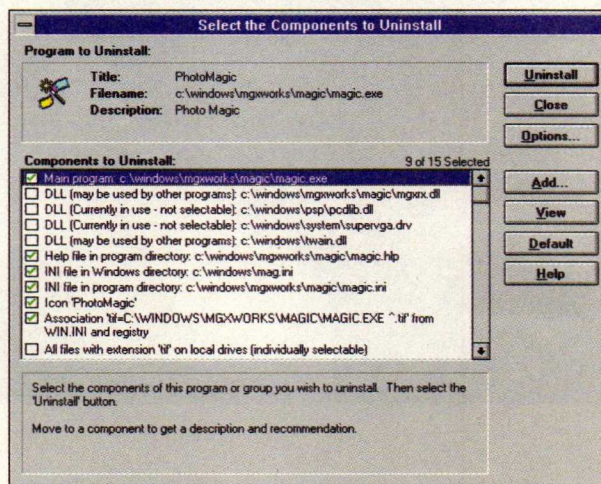 Select the Components to Uninstall
Program to Uninstall:
Title: PhotoMagic
Filename: c:\windows\mgxworks\magic\magic.exe
Description: Photo Magic
Uninstall
Close
Options...
Components to Uninstall: 9 of 15 Selected
Main program: c:\windows\mgxworks\magic\magic.exe
DLL (may be used by other programs): c:\windows\mgxworks\magic\mgxrx.dll
DLL (Currently in use - not selectable): c:\windows\psp\pcdlib.dll
DLL (Currently in use - not selectable): c:\windows\system\supervga.drv
DLL (may be used by other programs): c:\windows\twain.dll
Help file in program directory: c:\windows\mgxworks\magic\magic.hlp
INI file in Windows directory: c:\windows\mag.ini
INI file in program directory: c:\windows\mgxworks\magic\magic.ini
Icon 'PhotoMagic'
Association 'tif=C:\WINDOWS\MGXWORKS\MAGIC\MAGIC.EXE ^.tif' from
WIN.INI and registry
All files with extension 'tif' on local drives (individually selectable)
Add...
View
Default
Help
Select the components of this program or group you wish to uninstall. Then select the
'Uninstall' button.
Move to a component to get a description and recommendation.